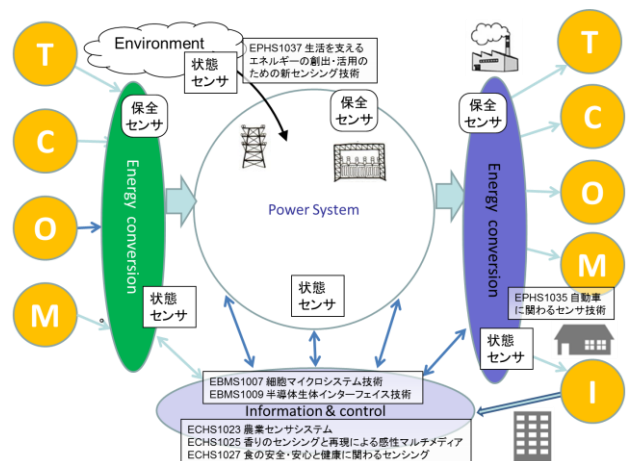 Environment
EPHS1037 生活を支える
エネルギーの創出・活用の
ための新センシング技術
状態
センサ
T
C
O
M
保全
センサ
Energy conversion
状態
センサ
保全
センサ
Power System
状態
センサ
保全
センサ
Energy conversion
T
C
O
M
EPHS1035 自動車
に関わるセンサ技術
状態
センサ
I
EBMS1007 細胞マイクロシステム技術
EBMS1009 半導体生体インターフェイス技術
Information & control
ECHS1023 農業センサシステム
ECHS1025 香りのセンシングと再現による感性マルチメディア
ECHS1027 食の安全・安心と健康に関わるセンシング